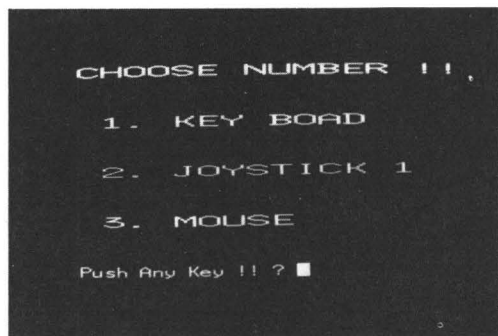 CHOOSE NUMBER !!,
1. KEY BOAD
2. JOYSTICK 1
3. MOUSE
Push Any Key !! ?